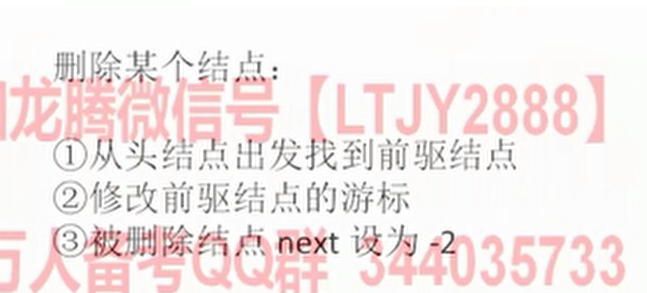 删除某个结点：
龙腾微信号【LTJY2888】
①从头结点出发找到前驱结点
②修改前驱结点的游标
③被删除结点 next 设为 -2
万人备考QQ群 344035733